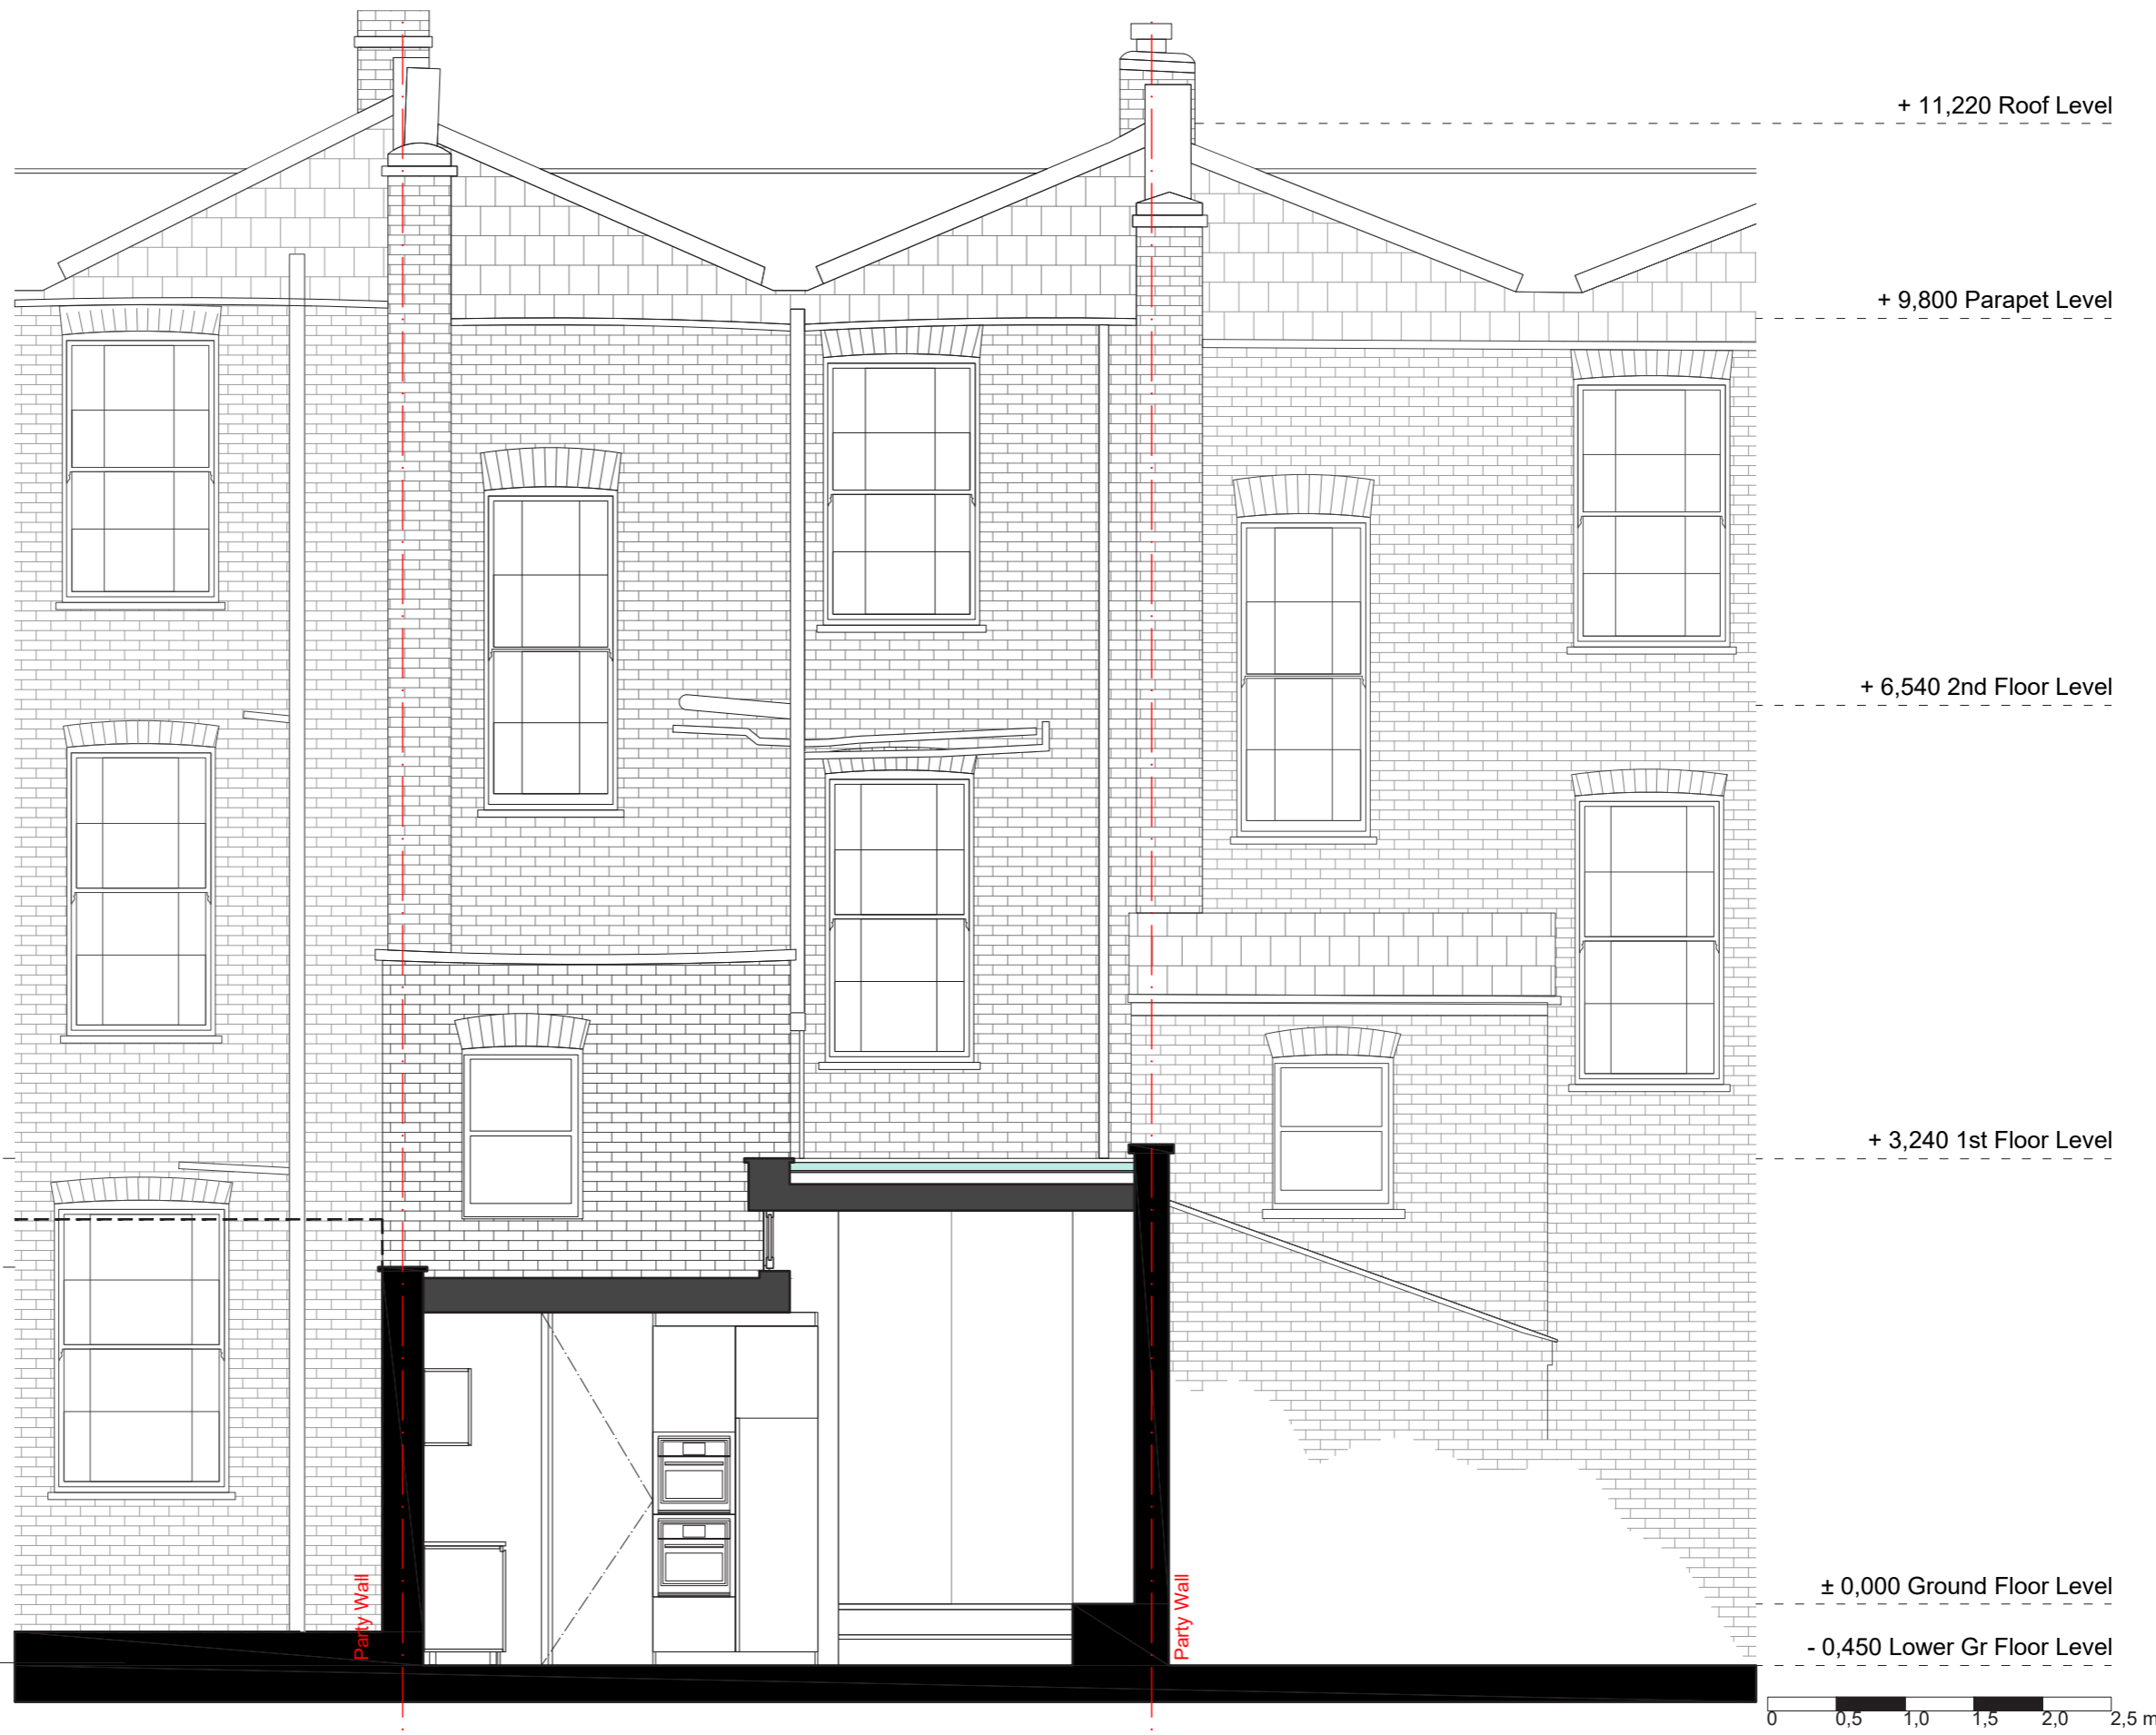 + 11,220 Roof Level
+ 9,800 Parapet Level
+ 6,540 2nd Floor Level
+ 3,240 1st Floor Level
Party Wall
Party Wall
± 0,000 Ground Floor Level
- 0,450 Lower Gr Floor Level
0 0,5 1,0 1,5 2,0 2,5 m